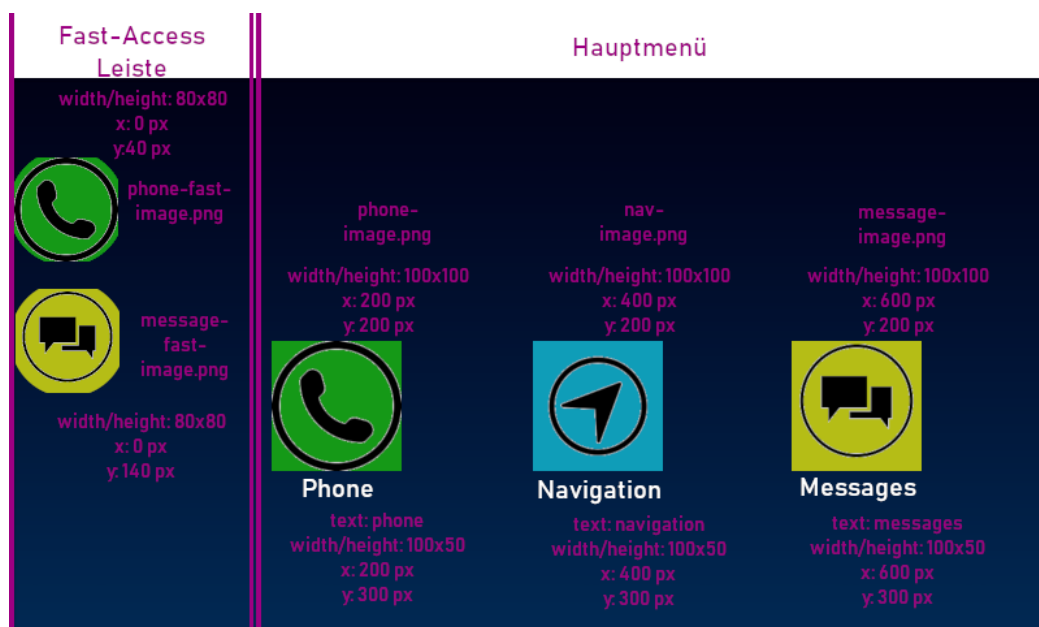 Fast-Access
Leiste
width/height: 80x80
x: 0 px
y:40 px
phone-fast-
image.png
message-
fast-
image.png
width/height: 80x80
x: 0 px
y: 140 px
Hauptmenü
phone-
image.png
width/height: 100x100
x: 200 px
y: 200 px
Phone
text: phone
width/height: 100x50
x: 200 px
y: 300 px
nav-
image.png
width/height: 100x100
x: 400 px
y: 200 px
Navigation
text: navigation
width/height: 100x50
x: 400 px
y: 300 px
message-
image.png
width/height: 100x100
x: 600 px
y: 200 px
Messages
text: messages
width/height: 100x50
x: 600 px
y: 300 px